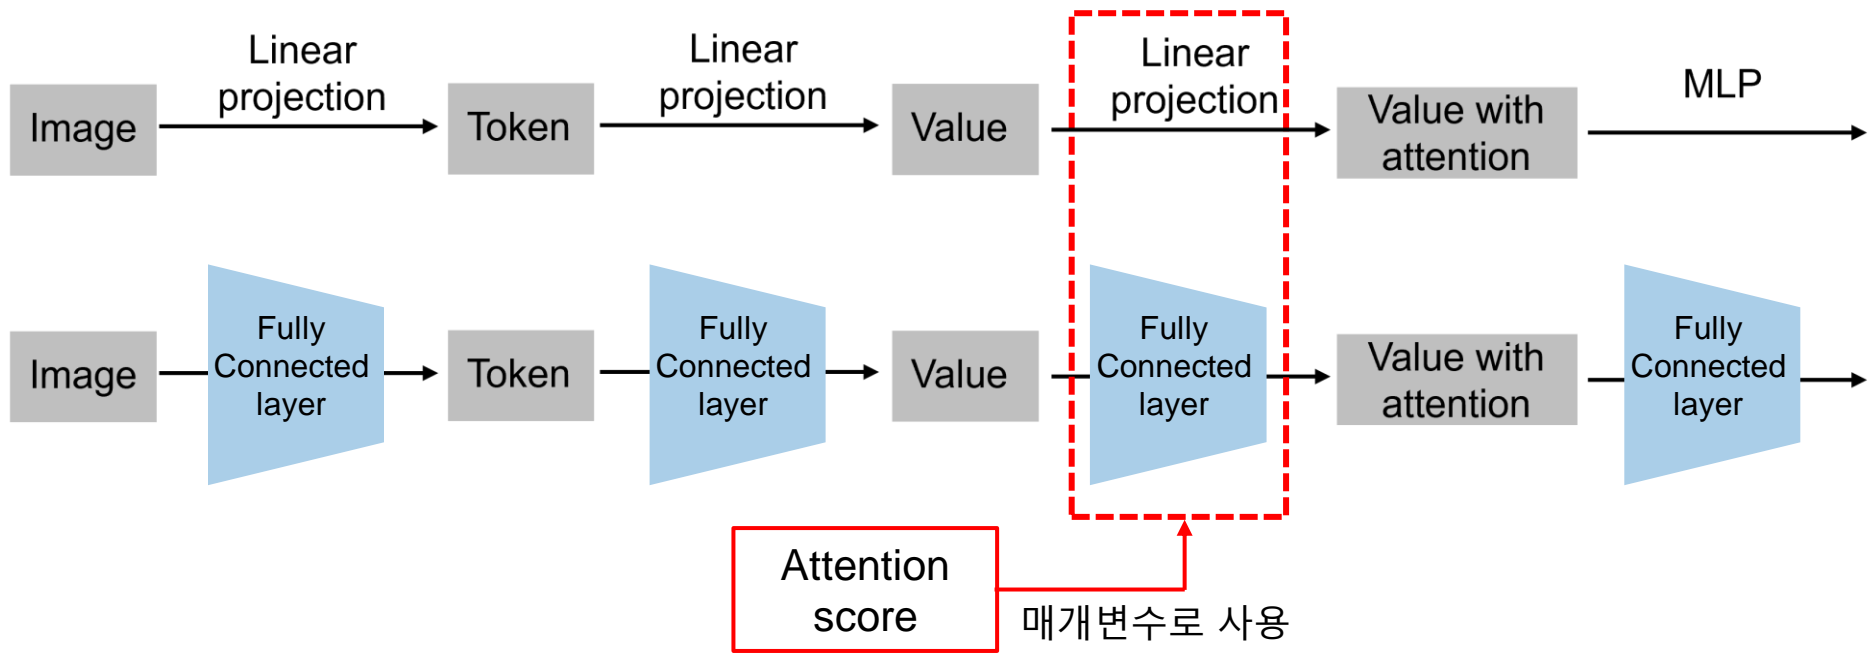 Linear
projection
Linear
projection
Linear
projection
MLP
Image
Token
Value
Value with
attention
Fully
Connected
layer
Fully
Connected
layer
Fully
Connected
layer
Fully
Connected
layer
Image
Token
Value
Value with
attention
Attention
score
매개변수로 사용